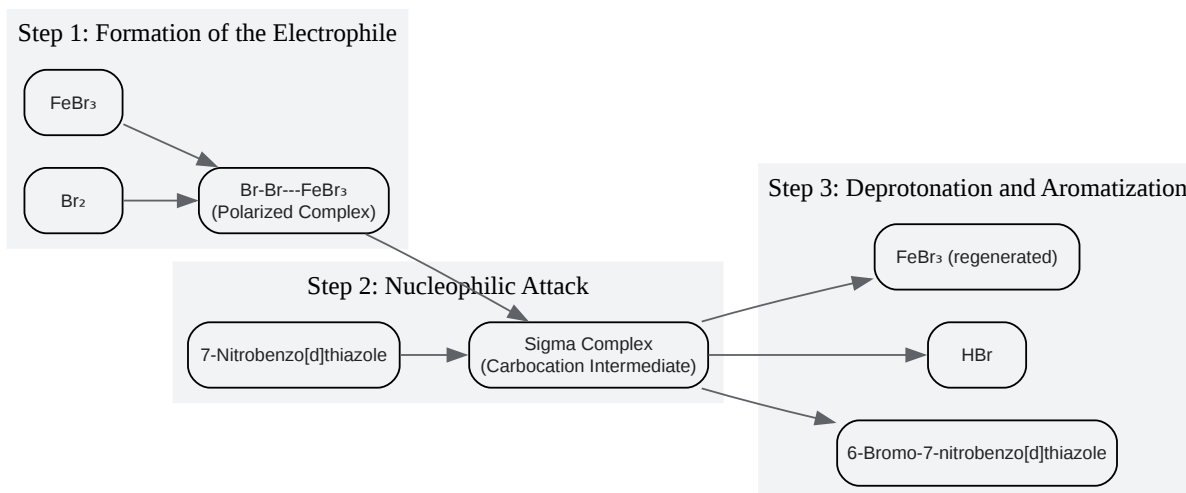 Step 1: Formation of the Electrophile
FeBr₃
Br₂
Br-Br---FeBr₃
(Polarized Complex)
Step 2: Nucleophilic Attack
7-Nitrobenzo[d]thiazole
Sigma Complex
(Carbocation Intermediate)
Step 3: Deprotonation and Aromatization
FeBr₃ (regenerated)
HBr
6-Bromo-7-nitrobenzo[d]thiazole